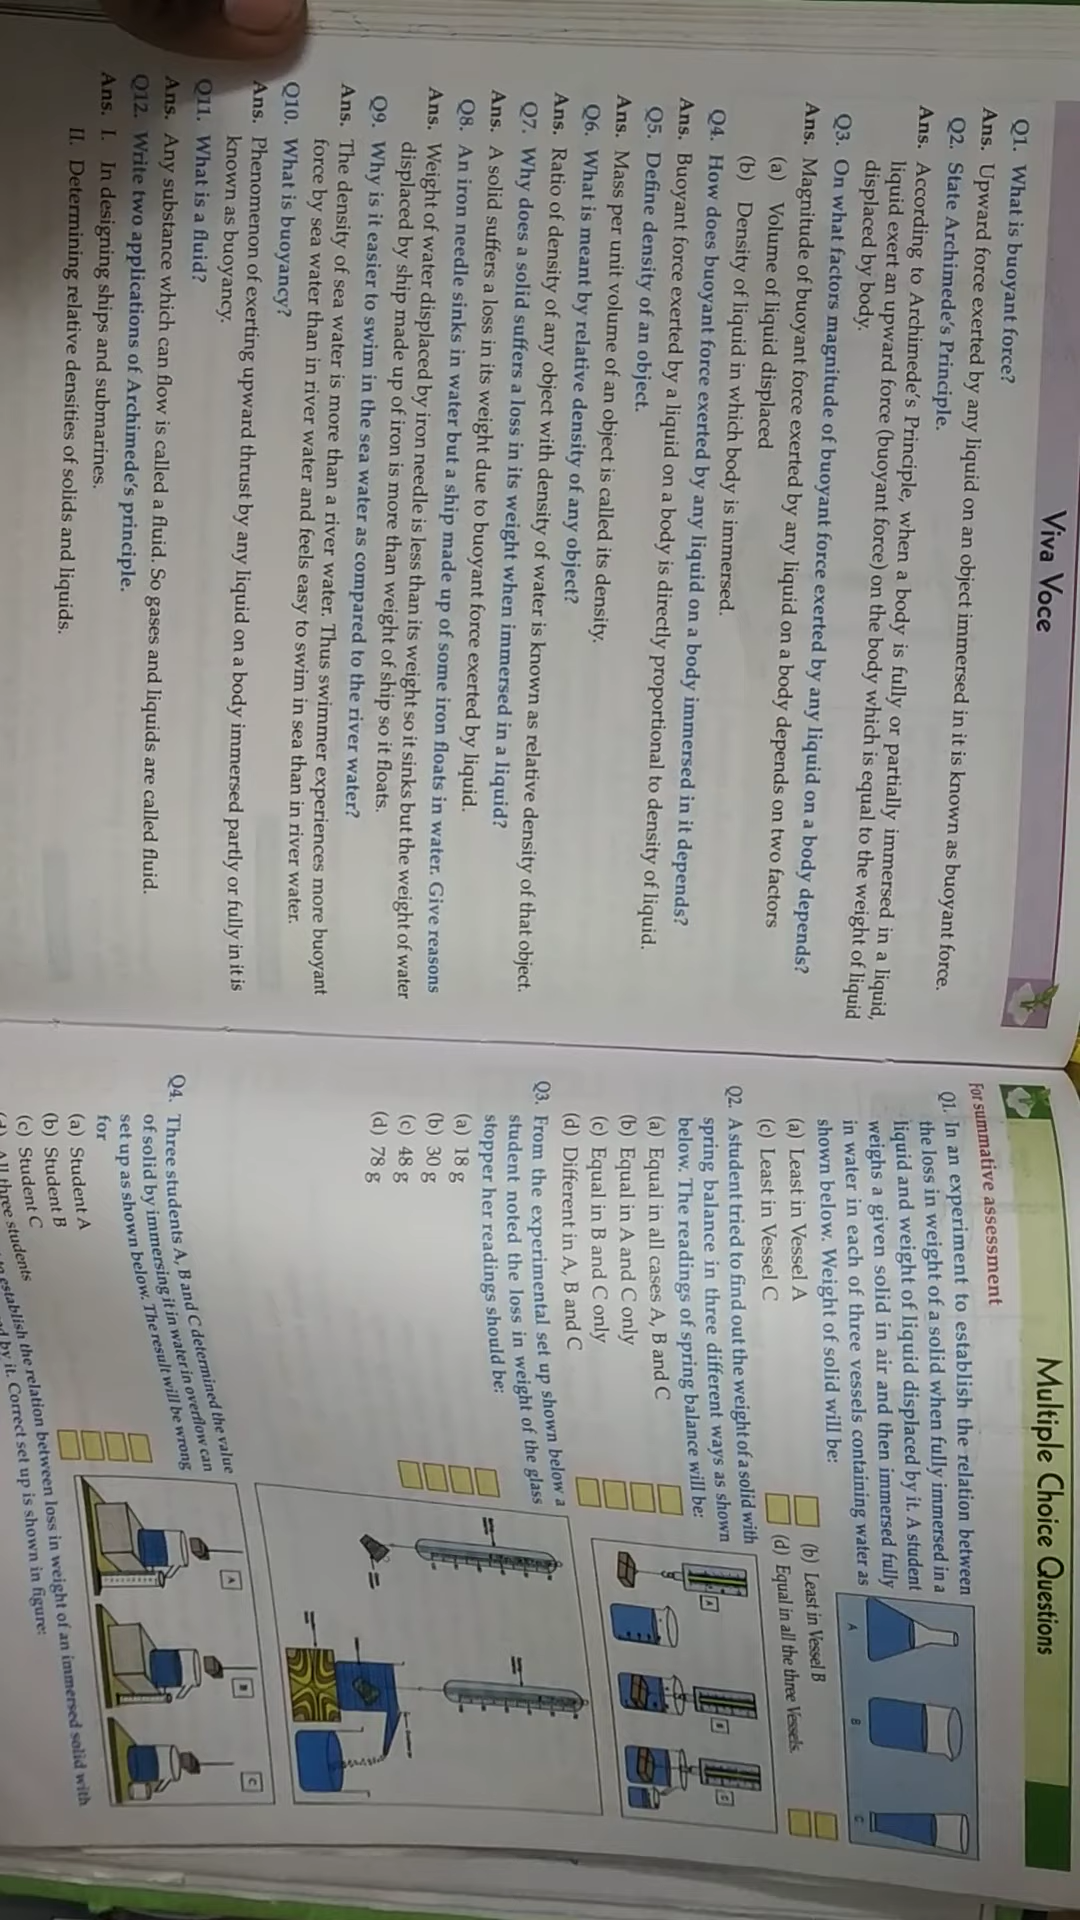 Viva Voce
Q1. What is buoyant force?
Ans. Upward force exerted by any liquid on an object immersed in it is known as buoyant force.
Q2. State Archimede's Principle.
Ans. According to Archimede's Principle, when a body is fully or partially immersed in a liquid,
liquid exert an upward force (buoyant force) on the body which is equal to the weight of liquid
displaced by body.
Q3. On what factors magnitude of buoyant force exerted by any liquid on a body depends?
Ans. Magnitude of buoyant force exerted by any liquid on a body depends on two factors
(a) Volume of liquid displaced
(b) Density of liquid in which body is immersed.
Q4. How does buoyant force exerted by any liquid on a body immersed in it depends?
Ans. Buoyant force exerted by a liquid on a body is directly proportional to density of liquid.
Q5. Define density of an object.
Ans. Mass per unit volume of an object is called its density.
Q6. What is meant by relative density of any object?
Ans. Ratio of density of any object with density of water is known as relative density of that object.
Q7. Why does a solid suffers a loss in its weight when immersed in a liquid?
Ans. A solid suffers a loss in its weight due to buoyant force exerted by liquid.
Q8. An iron needle sinks in water but a ship made up of some iron floats in water. Give reasons
Ans. Weight of water displaced by iron needle is less than its weight so it sinks but the weight of water
displaced by ship made up of iron is more than weight of ship so it floats.
Q9. Why is it easier to swim in the sea water as compared to the river water?
Ans. The density of sea water is more than a river water. Thus swimmer experiences more buoyant
force by sea water than in river water and feels easy to swim in sea than in river water.
Q10. What is buoyancy?
Ans. Phenomenon of exerting upward thrust by any liquid on a body immersed partly or fully in it is
known as buoyancy.
Q11. What is a fluid?
Ans. Any substance which can flow is called a fluid. So gases and liquids are called fluid.
Q12. Write two applications of Archimede's principle.
Ans. I. In designing ships and submarines.
II. Determining relative densities of solids and liquids.
Multiple Choice Questions
For summative assessment
Q1. In an experiment to establish the relation between
the loss in weight of a solid when fully immersed in a
liquid and weight of liquid displaced by it. A student
weighs a given solid in air and then immersed fully
in water in each of three vessels containing water as
shown below. Weight of solid will be:
A B C
(a) Least in Vessel A (b) Least in Vessel B
(c) Least in Vessel C (d) Equal in all the three Vessels.
Q2. A student tried to find out the weight of a solid with
spring balance in three different ways as shown
below. The readings of spring balance will be:
(a) Equal in all cases A, B and C
(b) Equal in A and C only
(c) Equal in B and C only
(d) Different in A, B and C
A B C
Q3. From the experimental set up shown below a
student noted the loss in weight of the glass
stopper her readings should be:
(a) 18 g
(b) 30 g
(c) 48 g
(d) 78 g
Q4. Three students A, B and C determined the value
of solid by immersing it in water in overflow can
set up as shown below. The result will be wrong
for
(a) Student A
(b) Student B
(c) Student C
All three students
A B C
establish the relation between loss in weight of an immersed solid with
by it. Correct set up is shown in figure: